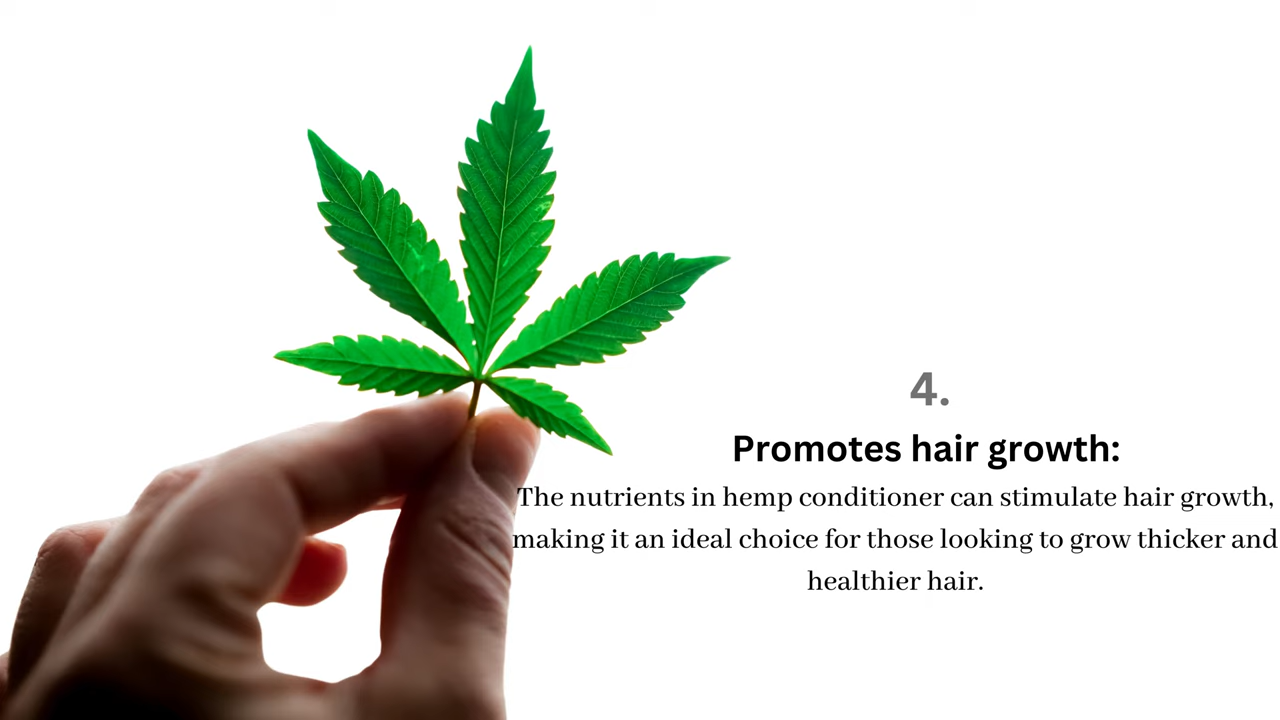 4.
Promotes hair growth:
The nutrients in hemp conditioner can stimulate hair growth,
making it an ideal choice for those looking to grow thicker and
healthier hair.